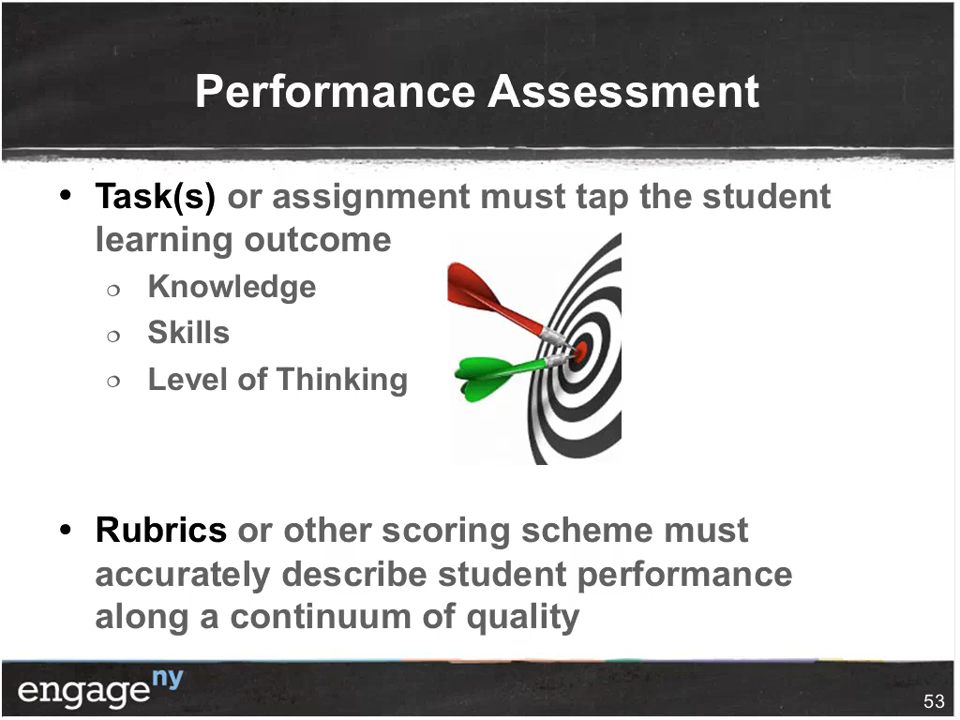 Performance Assessment
• Task(s) or assignment must tap the student
learning outcome
❍ Knowledge
❍ Skills
❍ Level of Thinking
• Rubrics or other scoring scheme must
accurately describe student performance
along a continuum of quality
engageny
53